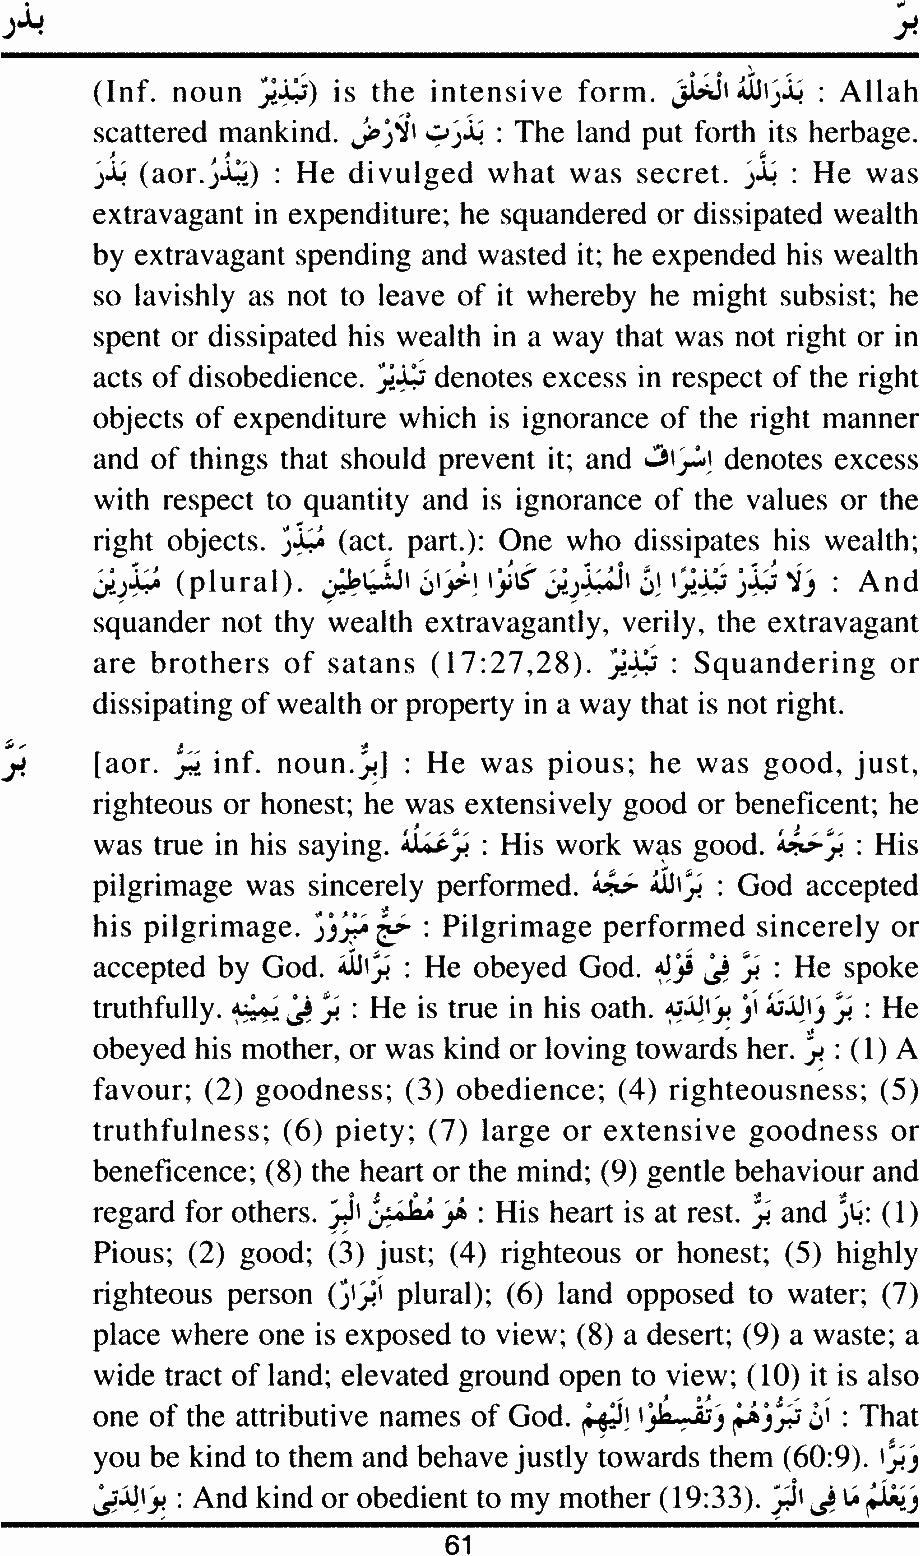 بذر برّ
(Inf. noun تَبْذِيْرٌ) is the intensive form. بَذَرَاللّٰهُ الْخَلْقَ : Allah
scattered mankind. بَذَرَتِ الْاَرْضُ : The land put forth its herbage.
بَذَرَ (aor.يَبْذُرُ) : He divulged what was secret. بَذَّرَ : He was
extravagant in expenditure; he squandered or dissipated wealth
by extravagant spending and wasted it; he expended his wealth
so lavishly as not to leave of it whereby he might subsist; he
spent or dissipated his wealth in a way that was not right or in
acts of disobedience. تَبْذِيْرٌ denotes excess in respect of the right
objects of expenditure which is ignorance of the right manner
and of things that should prevent it; and اِسْرَافٌ denotes excess
with respect to quantity and is ignorance of the values or the
right objects. مُبَذِّرٌ (act. part.): One who dissipates his wealth;
مُبَذِّرِيْنَ (plural). وَلَا تُبَذِّرْ تَبْذِيْرًا اِنَّ الْمُبَذِّرِيْنَ كَانُوْا اِخْوَانَ الشَّيَاطِيْنِ : And
squander not thy wealth extravagantly, verily, the extravagant
are brothers of satans (17:27,28). تَبْذِيْرٌ : Squandering or
dissipating of wealth or property in a way that is not right.
بَرَّ [aor. يَبَرُّ inf. noun.بِرٌّ] : He was pious; he was good, just,
righteous or honest; he was extensively good or beneficent; he
was true in his saying. بَرَّعَمَلُهٗ : His work was good. بَرَّحَجُّهٗ : His
pilgrimage was sincerely performed. بَرَّاللّٰهُ حَجَّهٗ : God accepted
his pilgrimage. حَجٌّ مَبْرُوْرٌ : Pilgrimage performed sincerely or
accepted by God. بَرَّاللّٰهَ : He obeyed God. بَرَّ فِىْ قَوْلِهٖ : He spoke
truthfully. بَرَّ فِىْ يَمِيْنِهٖ : He is true in his oath. بَرَّ وَالِدَتَهٗ اَوْ بِوَالِدَتِهٖ : He
obeyed his mother, or was kind or loving towards her. بِرٌّ : (1) A
favour; (2) goodness; (3) obedience; (4) righteousness; (5)
truthfulness; (6) piety; (7) large or extensive goodness or
beneficence; (8) the heart or the mind; (9) gentle behaviour and
regard for others. هُوَ مُطْمَئِنُّ الْبِرِّ : His heart is at rest. بَرٌّ and بَارٌّ: (1)
Pious; (2) good; (3) just; (4) righteous or honest; (5) highly
righteous person (اَبْرَارٌ plural); (6) land opposed to water; (7)
place where one is exposed to view; (8) a desert; (9) a waste; a
wide tract of land; elevated ground open to view; (10) it is also
one of the attributive names of God. اَنْ تَبَرُّوْهُمْ وَتُقْسِطُوْا اِلَيْهِمْ : That
you be kind to them and behave justly towards them (60:9). وَبَرًّا
بِوَالِدَتِىْ : And kind or obedient to my mother (19:33). وَيَعْلَمُ مَا فِى الْبَرِّ
61